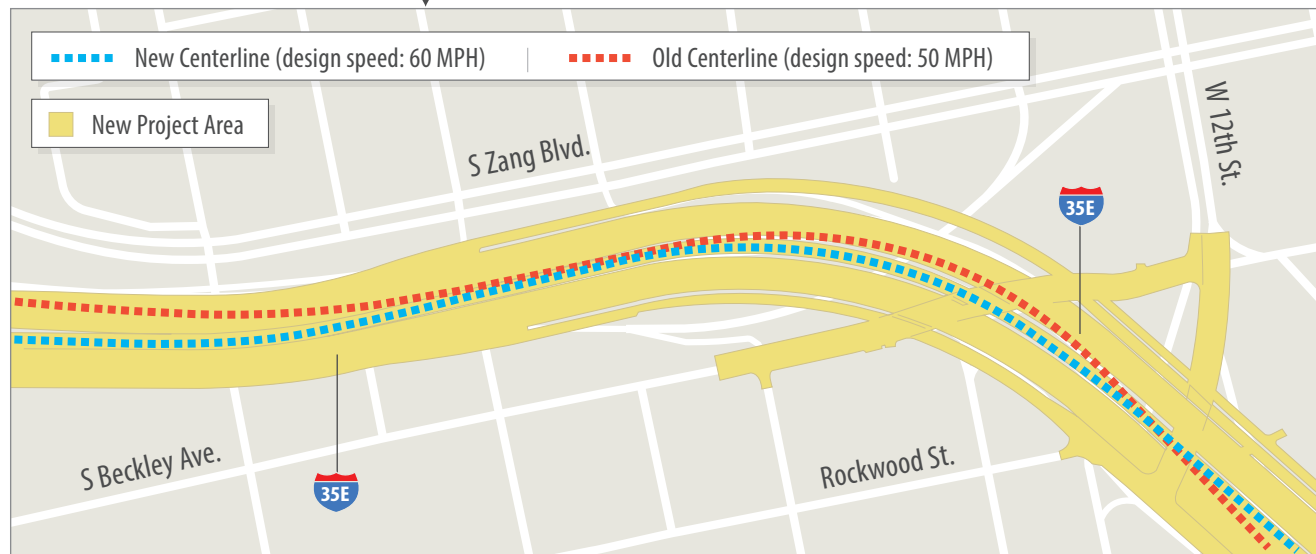 New Centerline (design speed: 60 MPH)
Old Centerline (design speed: 50 MPH)
New Project Area
S Zang Blvd.
W 12th St.
35E
S Beckley Ave.
Rockwood St.
35E